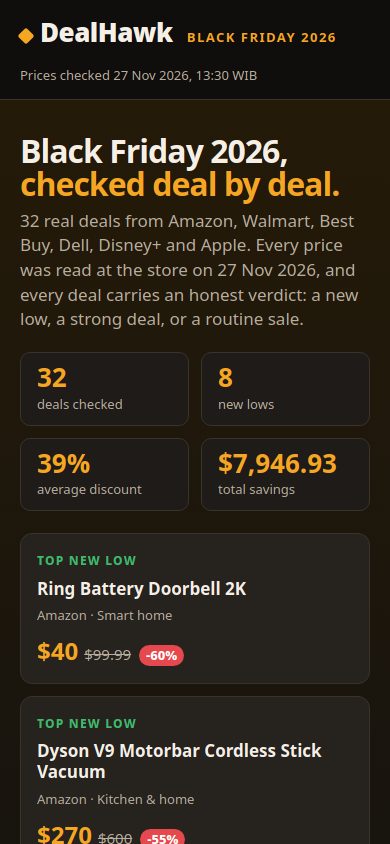 DealHawk BLACK FRIDAY 2026
Prices checked 27 Nov 2026, 13:30 WIB
Black Friday 2026,
checked deal by deal.
32 real deals from Amazon, Walmart, Best
Buy, Dell, Disney+ and Apple. Every price
was read at the store on 27 Nov 2026, and
every deal carries an honest verdict: a new
low, a strong deal, or a routine sale.
32
deals checked
8
new lows
39%
average discount
$7,946.93
total savings
TOP NEW LOW
Ring Battery Doorbell 2K
Amazon · Smart home
$40 $99.99 -60%
TOP NEW LOW
Dyson V9 Motorbar Cordless Stick
Vacuum
Amazon · Kitchen & home
$270 $600 -55%